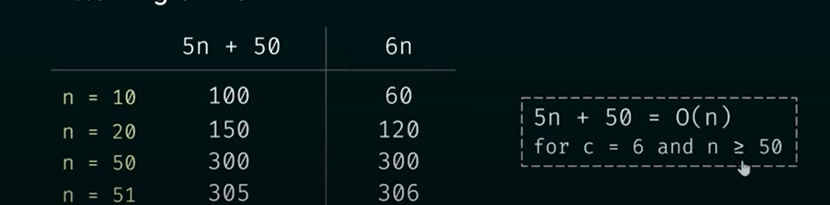 5n + 50 6n
n = 10 100 60
n = 20 150 120
n = 50 300 300
n = 51 305 306
5n + 50 = O(n)
for c = 6 and n ≥ 50